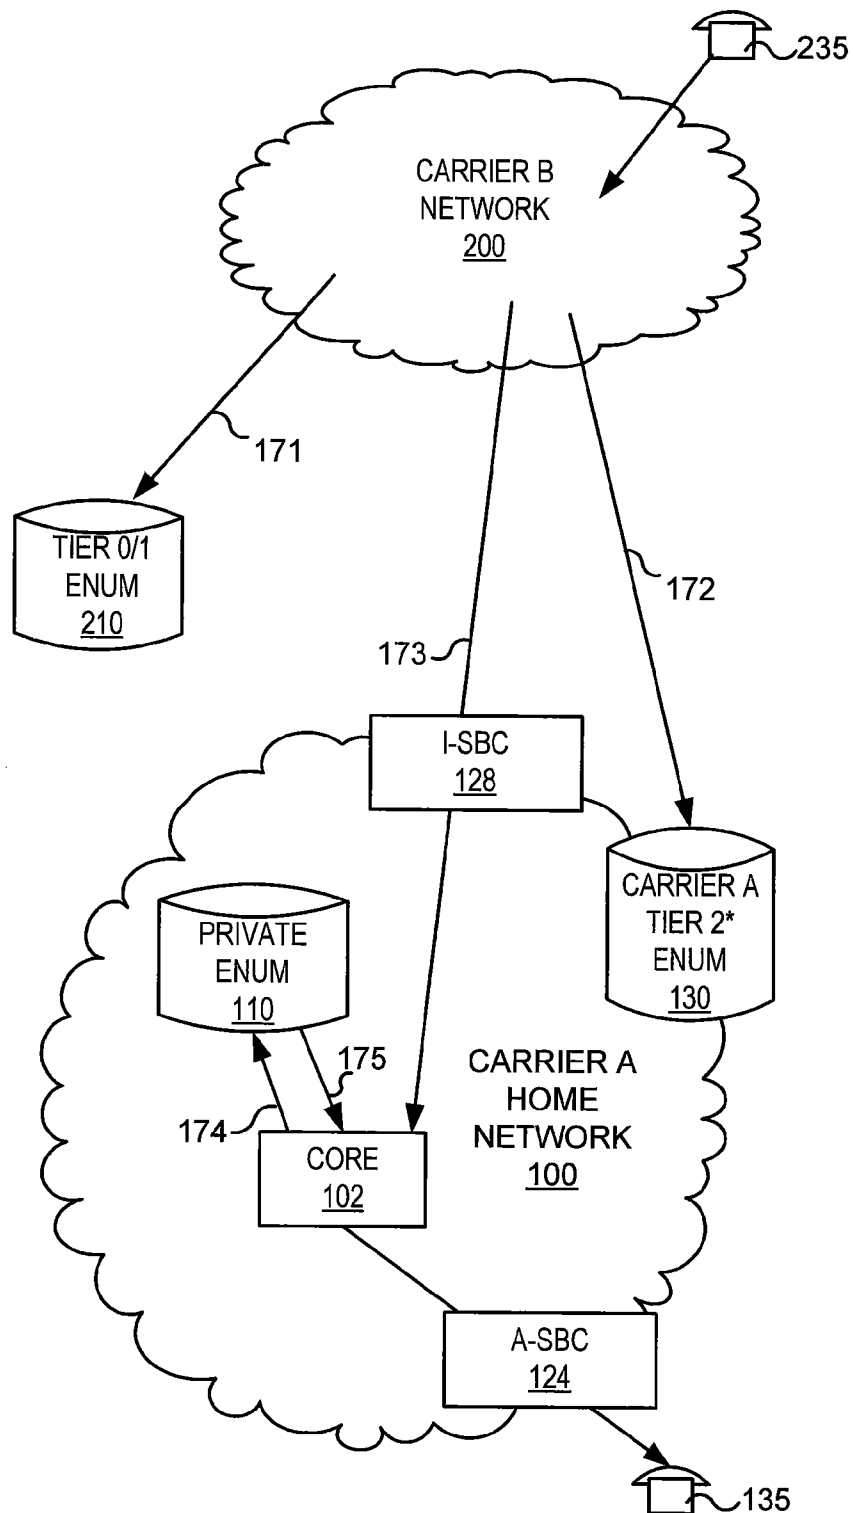 235
CARRIER B
NETWORK
200
171
TIER 0/1
ENUM
210
172
173
I-SBC
128
CARRIER A
TIER 2*
ENUM
130
PRIVATE
ENUM
110
175
174
CARRIER A
HOME
NETWORK
100
CORE
102
A-SBC
124
135